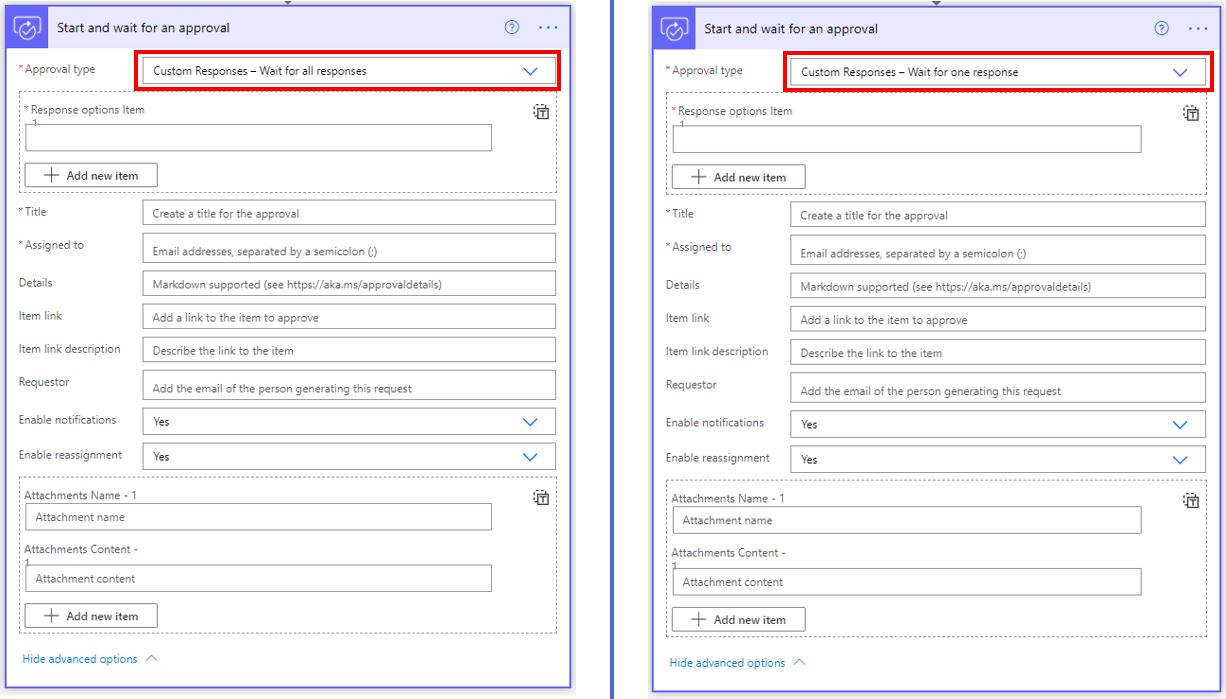 Start and wait for an approval
* Approval type
Custom Responses – Wait for all responses
* Response options Item
1
Add new item
* Title
Create a title for the approval
* Assigned to
Email addresses, separated by a semicolon (;)
Details
Markdown supported (see https://aka.ms/approvaldetails)
Item link
Add a link to the item to approve
Item link description
Describe the link to the item
Requestor
Add the email of the person generating this request
Enable notifications
Yes
Enable reassignment
Yes
Attachments Name - 1
Attachment name
Attachments Content -
1
Attachment content
Add new item
Hide advanced options
Start and wait for an approval
* Approval type
Custom Responses – Wait for one response
* Response options Item
1
Add new item
* Title
Create a title for the approval
* Assigned to
Email addresses, separated by a semicolon (;)
Details
Markdown supported (see https://aka.ms/approvaldetails)
Item link
Add a link to the item to approve
Item link description
Describe the link to the item
Requestor
Add the email of the person generating this request
Enable notifications
Yes
Enable reassignment
Yes
Attachments Name - 1
Attachment name
Attachments Content -
1
Attachment content
Add new item
Hide advanced options